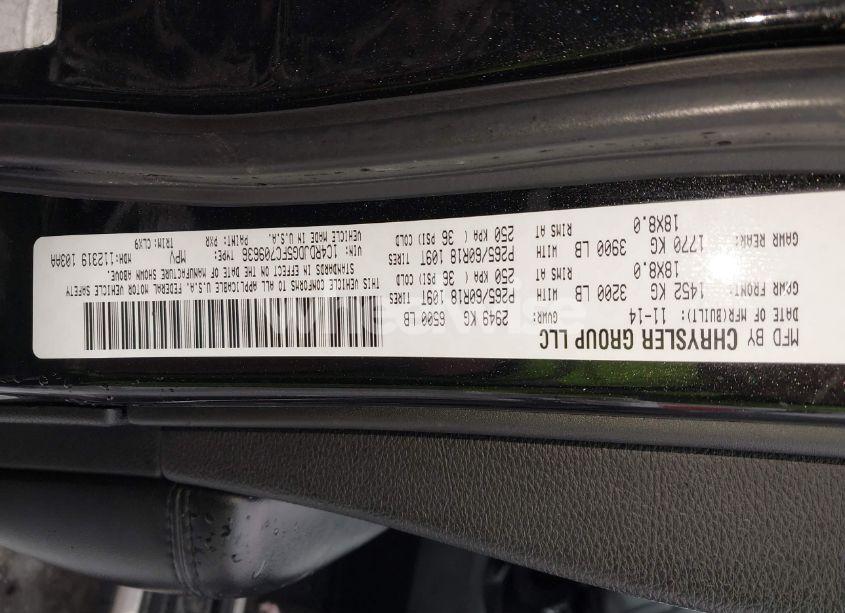 MFD BY CHRYSLER GROUP LLC
DATE OF MFR(BUILT): 11-14 GVWR: 2949 KG 6500 LB
GAWR FRONT: 1452 KG 3200 LB WITH P265/60R18 109T TIRES
18X8.0 RIMS AT 250 KPA ( 36 PSI) COLD
GAWR REAR: 1770 KG 3900 LB WITH P265/60R18 109T TIRES
18X8.0 RIMS AT 250 KPA ( 36 PSI) COLD
THIS VEHICLE CONFORMS TO ALL APPLICABLE U.S.A. FEDERAL MOTOR VEHICLE SAFETY
STANDARDS IN EFFECT ON THE DATE OF MANUFACTURE SHOWN ABOVE.
VIN: 1C4RDJDG5FC709636 TYPE: MPV MDH:112319 103AA
VEHICLE MADE IN U.S.A. PAINT: PXR TRIM: CLX9